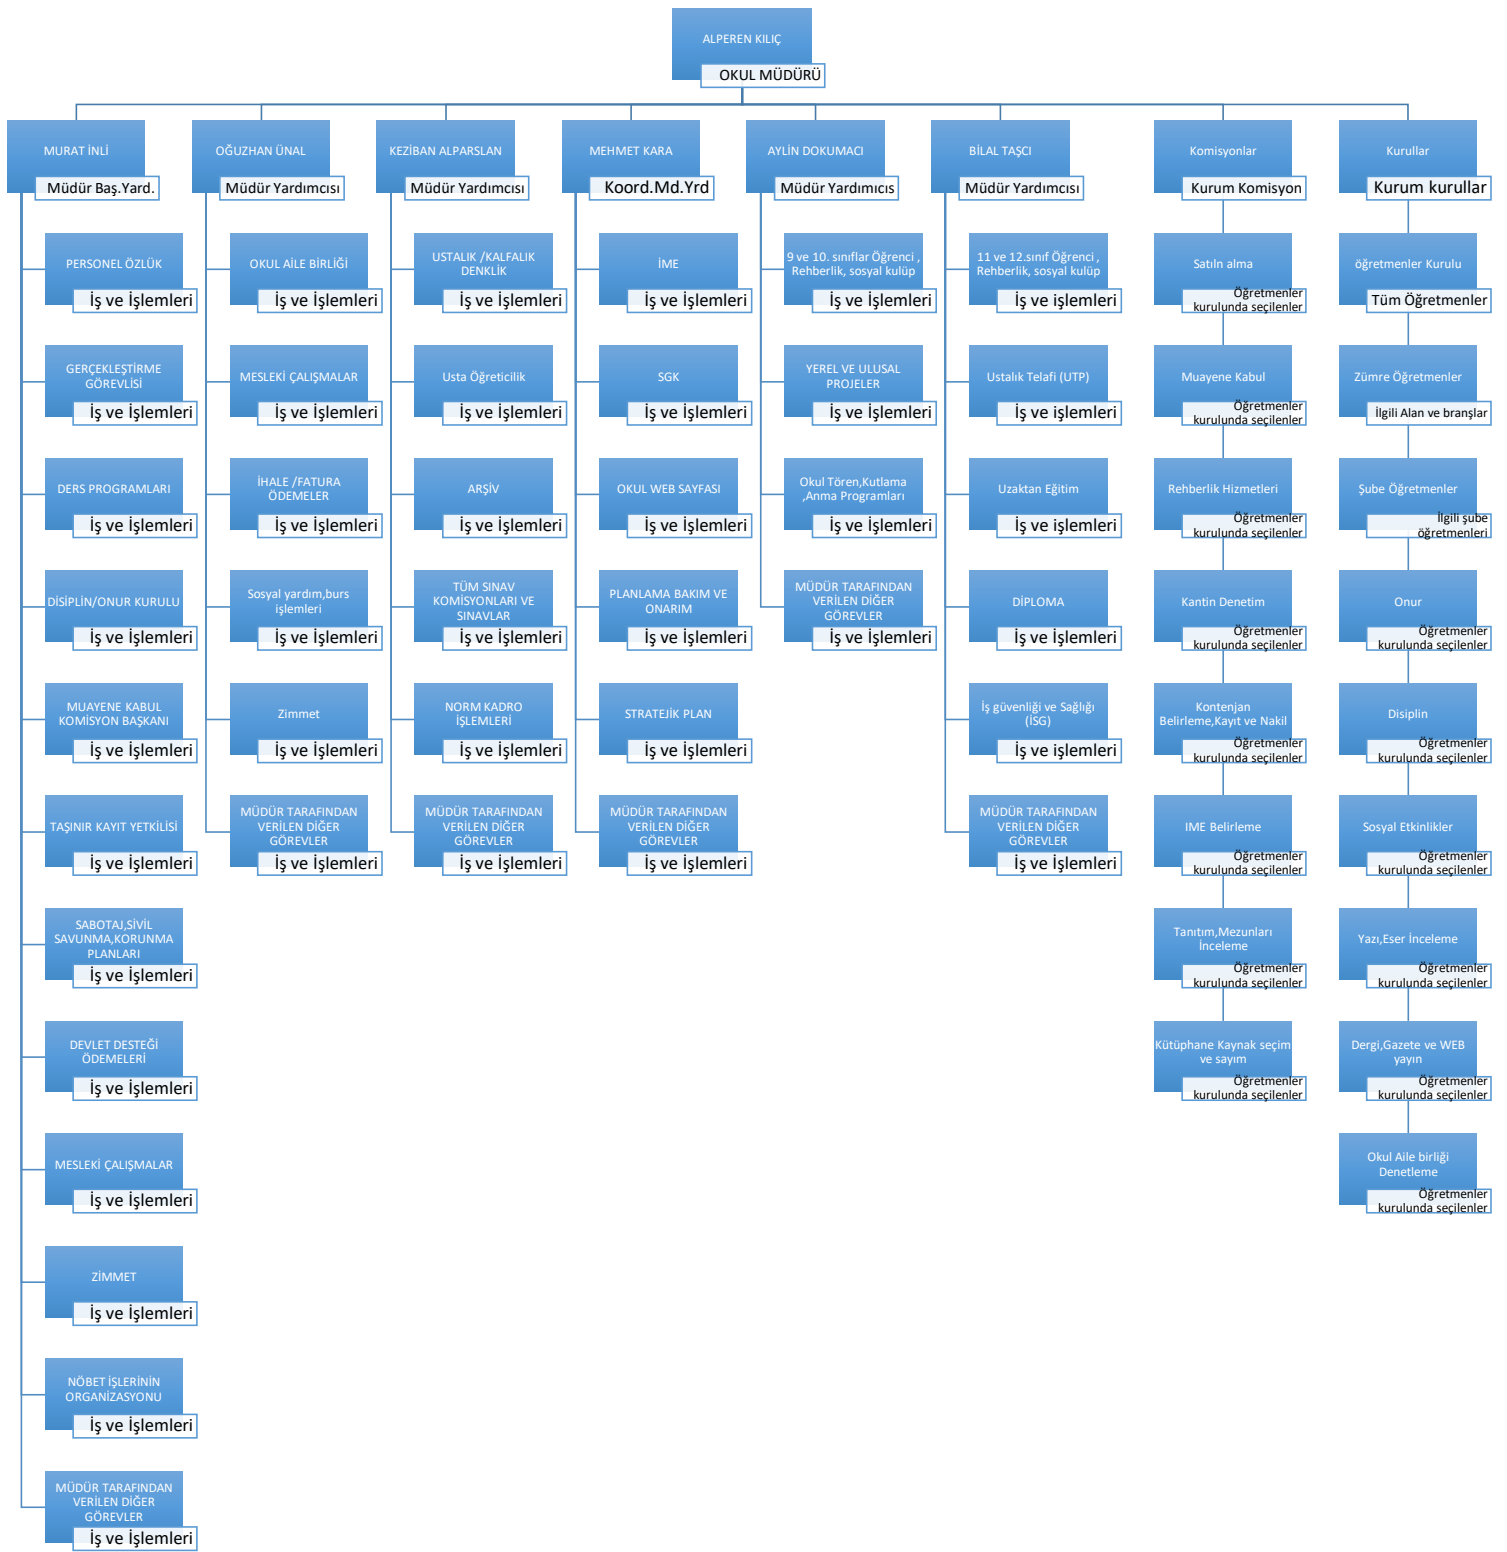 ALPEREN KILIÇ
OKUL MÜDÜRÜ
MURAT İNLİ
Müdür Baş.Yard.
PERSONEL ÖZLÜK
İş ve İşlemleri
GERÇEKLEŞTİRME
GÖREVLİSİ
İş ve İşlemleri
DERS PROGRAMLARI
İş ve İşlemleri
DİSİPLİN/ONUR KURULU
İş ve İşlemleri
MUAYENE KABUL
KOMİSYON BAŞKANI
İş ve İşlemleri
TAŞINIR KAYIT YETKİLİSİ
İş ve İşlemleri
SABOTAJ,SİVİL
SAVUNMA,KORUNMA
PLANLARI
İş ve İşlemleri
DEVLET DESTEĞİ
ÖDEMELERİ
İş ve İşlemleri
MESLEKİ ÇALIŞMALAR
İş ve İşlemleri
ZİMMET
İş ve İşlemleri
NÖBET İŞLERİNİN
ORGANİZASYONU
İş ve İşlemleri
MÜDÜR TARAFINDAN
VERİLEN DİĞER
GÖREVLER
İş ve İşlemleri
OĞUZHAN ÜNAL
Müdür Yardımcısı
OKUL AİLE BİRLİĞİ
İş ve İşlemleri
MESLEKİ ÇALIŞMALAR
İş ve İşlemleri
İHALE /FATURA
ÖDEMELER
İş ve İşlemleri
Sosyal yardım,burs
işlemleri
İş ve İşlemleri
Zimmet
İş ve İşlemleri
MÜDÜR TARAFINDAN
VERİLEN DİĞER
GÖREVLER
İş ve İşlemleri
KEZİBAN ALPARSLAN
Müdür Yardımcısı
USTALIK /KALFALIK
DENKLİK
İş ve İşlemleri
Usta Öğreticilik
İş ve İşlemleri
ARŞİV
İş ve İşlemleri
TÜM SINAV
KOMİSYONLARI VE
SINAVLAR
İş ve İşlemleri
NORM KADRO
İŞLEMLERİ
İş ve İşlemleri
MÜDÜR TARAFINDAN
VERİLEN DİĞER
GÖREVLER
İş ve İşlemleri
MEHMET KARA
Koord.Md.Yrd
İME
İş ve İşlemleri
SGK
İş ve İşlemleri
OKUL WEB SAYFASI
İş ve İşlemleri
PLANLAMA BAKIM VE
ONARIM
İş ve İşlemleri
STRATEJİK PLAN
İş ve İşlemleri
MÜDÜR TARAFINDAN
VERİLEN DİĞER
GÖREVLER
İş ve İşlemleri
AYLİN DOKUMACI
Müdür Yardımıcıs
9 ve 10. sınıflar Öğrenci ,
Rehberlik, sosyal kulüp
İş ve İşlemleri
YEREL VE ULUSAL
PROJELER
İş ve İşlemleri
Okul Tören,Kutlama
,Anma Programları
İş ve İşlemleri
MÜDÜR TARAFINDAN
VERİLEN DİĞER
GÖREVLER
İş ve İşlemleri
BİLAL TAŞCI
Müdür Yardımcısı
11 ve 12.sınıf Öğrenci ,
Rehberlik, sosyal kulüp
İş ve işlemleri
Ustalık Telafi (UTP)
İş ve işlemleri
Uzaktan Eğitim
İş ve işlemleri
DİPLOMA
İş ve işlemleri
İş güvenliği ve Sağlığı
(İSG)
İş ve işlemleri
MÜDÜR TARAFINDAN
VERİLEN DİĞER
GÖREVLER
İş ve İşlemleri
Komisyonlar
Kurum Komisyon
Satıln alma
Öğretmenler
kurulunda seçilenler
Muayene Kabul
Öğretmenler
kurulunda seçilenler
Rehberlik Hizmetleri
Öğretmenler
kurulunda seçilenler
Kantin Denetim
Öğretmenler
kurulunda seçilenler
Kontenjan
Belirleme,Kayıt ve Nakil
Öğretmenler
kurulunda seçilenler
IME Belirleme
Öğretmenler
kurulunda seçilenler
Tanıtım,Mezunları
İnceleme
Öğretmenler
kurulunda seçilenler
Kütüphane Kaynak seçim
ve sayım
Öğretmenler
kurulunda seçilenler
Kurullar
Kurum kurullar
öğretmenler Kurulu
Tüm Öğretmenler
Zümre Öğretmenler
İlgili Alan ve branşlar
Şube Öğretmenler
İlgili şube
öğretmenleri
Onur
Öğretmenler
kurulunda seçilenler
Disiplin
Öğretmenler
kurulunda seçilenler
Sosyal Etkinlikler
Öğretmenler
kurulunda seçilenler
Yazı,Eser İnceleme
Öğretmenler
kurulunda seçilenler
Dergi,Gazete ve WEB
yayın
Öğretmenler
kurulunda seçilenler
Okul Aile birliği
Denetleme
Öğretmenler
kurulunda seçilenler